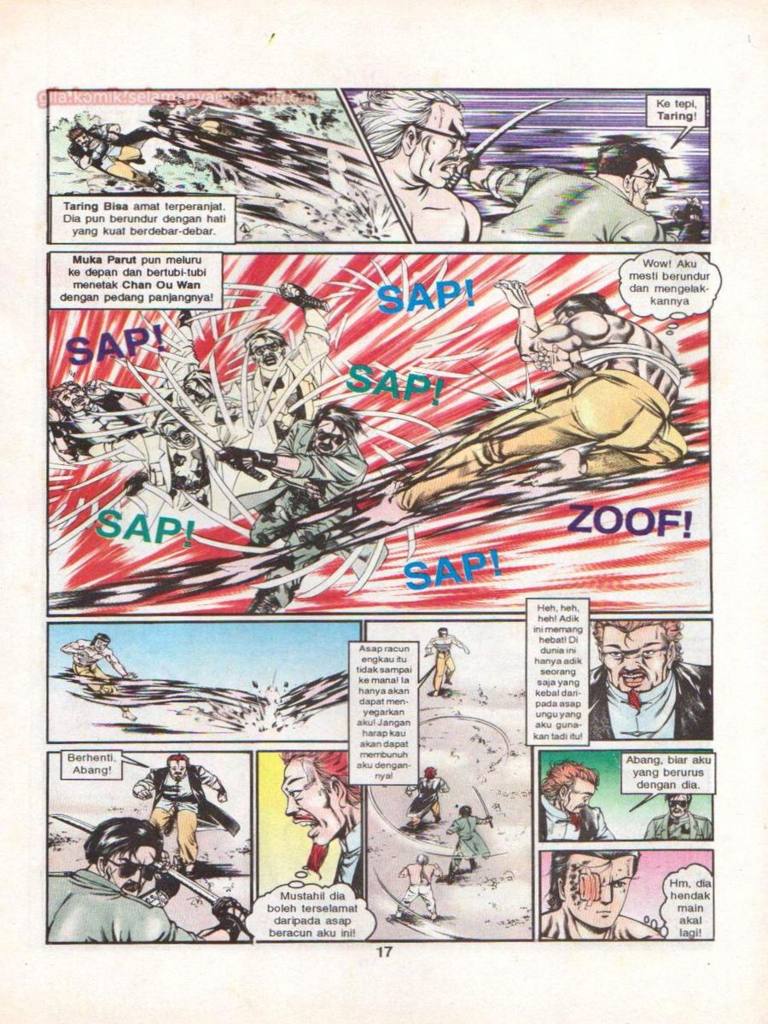 Taring Bisa amat terperanjat.
Dia pun berundur dengan hati
yang kuat berdebar-debar.
Ke tepi,
Taring!
Muka Parut pun meluru
ke depan dan bertubi-tubi
menetak Chan Ou Wan
dengan pedang panjangnya!
Wow! Aku
mesti berundur
dan mengelak-
kannya
SAP!
SAP!
SAP!
SAP!
ZOOF!
SAP!
Asap racun
engkau itu
tidak sampai
ke mana! Ia
hanya akan
dapat men-
yegarkan
aku! Jangan
harap kau
akan dapat
membunuh
aku dengan-
nya!
Heh, heh,
heh! Adik
ini memang
hebat! Di
dunia ini
hanya adik
seorang
saja yang
kebal dari-
pada asap
ungu yang
aku guna-
kan tadi itu!
Berhenti,
Abang!
Mustahil dia
boleh terselamat
daripada asap
beracun aku ini!
Abang, biar aku
yang berurus
dengan dia.
Hm, dia
hendak
main
akal
lagi!
17